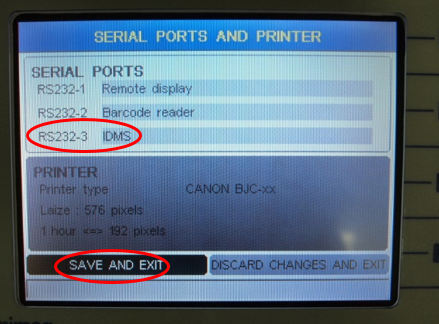 SERIAL PORTS AND PRINTER
SERIAL PORTS
RS232-1 Remote display
RS232-2 Barcode reader
RS232-3 IDMS
PRINTER
Printer type CANON BJC-xx
Laize : 576 pixels
1 hour <==> 192 pixels
SAVE AND EXIT DISCARD CHANGES AND EXIT